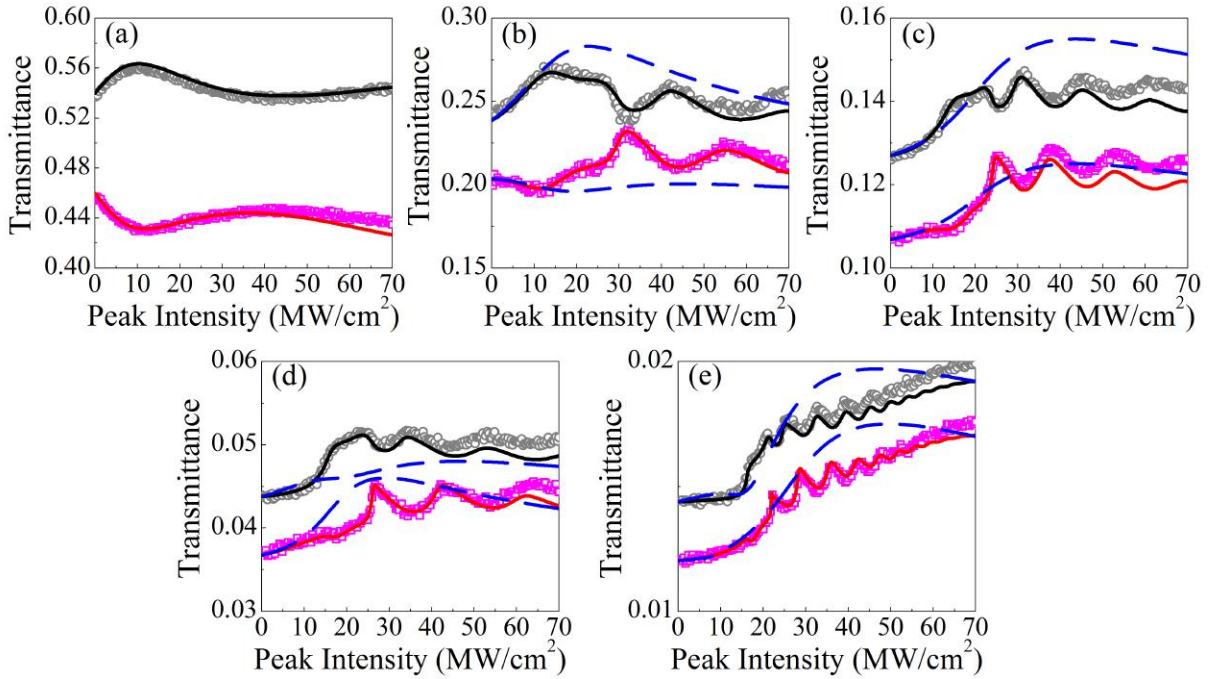 (a)
Transmittance
0.60
0.56
0.52
0.48
0.44
0.40
0 10 20 30 40 50 60 70
Peak Intensity (MW/cm²)
(b)
Transmittance
0.30
0.25
0.20
0.15
0 10 20 30 40 50 60 70
Peak Intensity (MW/cm²)
(c)
Transmittance
0.16
0.14
0.12
0.10
0 10 20 30 40 50 60 70
Peak Intensity (MW/cm²)
(d)
Transmittance
0.06
0.05
0.04
0.03
0 10 20 30 40 50 60 70
Peak Intensity (MW/cm²)
(e)
Transmittance
0.02
0.01
0 10 20 30 40 50 60 70
Peak Intensity (MW/cm²)